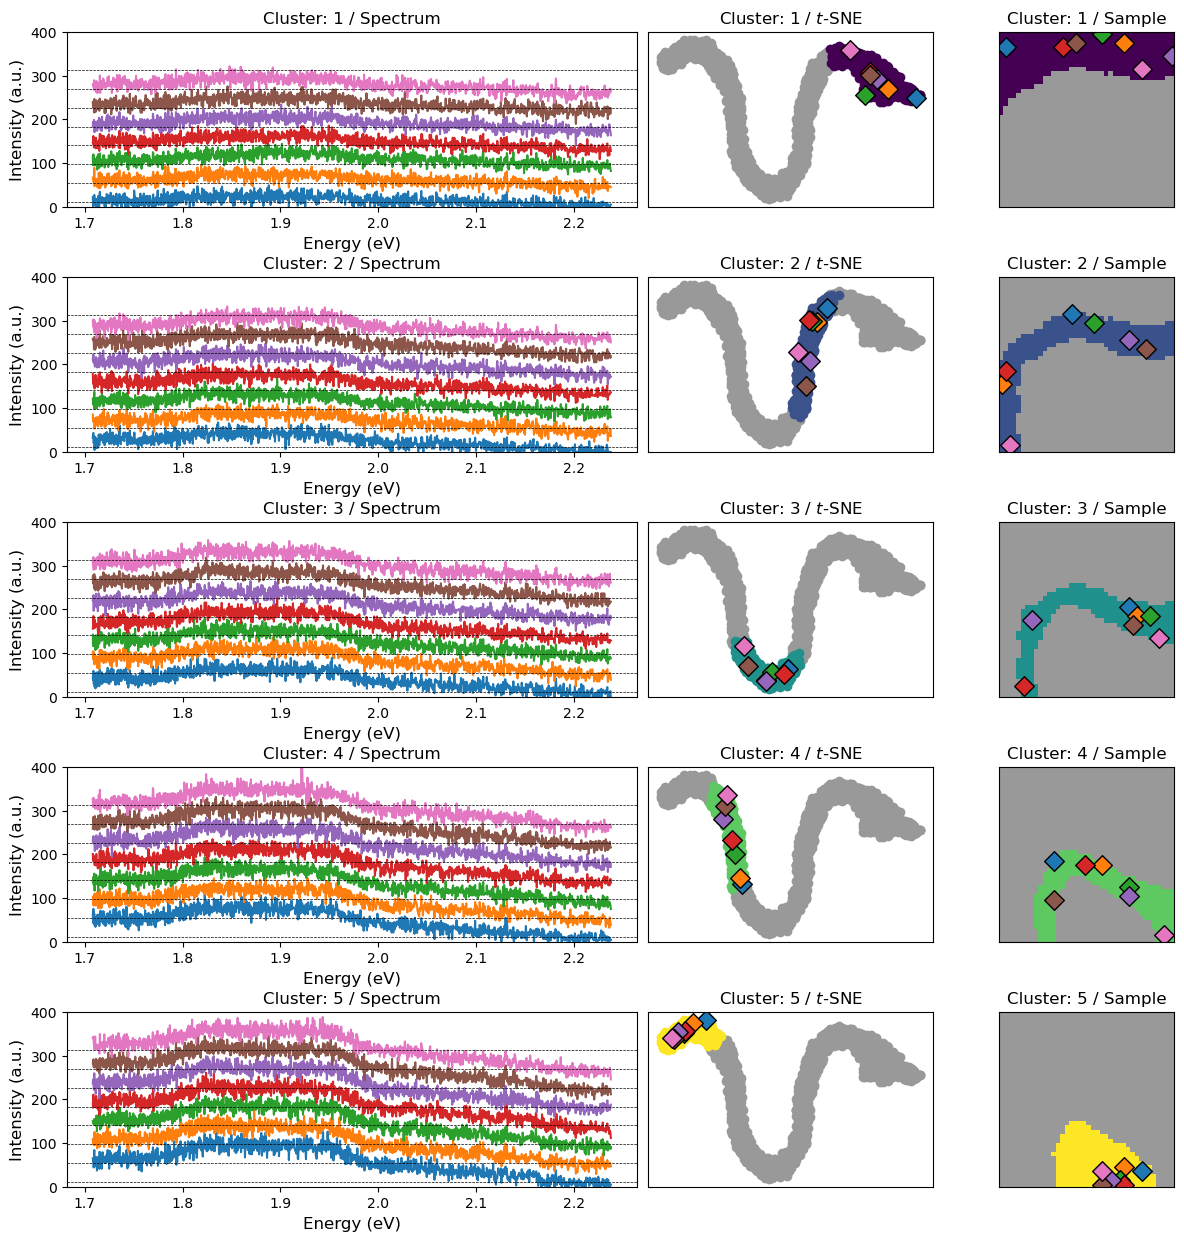 Cluster: 1 / Spectrum
Cluster: 1 / t-SNE
Cluster: 1 / Sample
400
300
200
100
0
Intensity (a.u.)
1.7 1.8 1.9 2.0 2.1 2.2
Energy (eV)
Cluster: 2 / Spectrum
Cluster: 2 / t-SNE
Cluster: 2 / Sample
400
300
200
100
0
Intensity (a.u.)
1.7 1.8 1.9 2.0 2.1 2.2
Energy (eV)
Cluster: 3 / Spectrum
Cluster: 3 / t-SNE
Cluster: 3 / Sample
400
300
200
100
0
Intensity (a.u.)
1.7 1.8 1.9 2.0 2.1 2.2
Energy (eV)
Cluster: 4 / Spectrum
Cluster: 4 / t-SNE
Cluster: 4 / Sample
400
300
200
100
0
Intensity (a.u.)
1.7 1.8 1.9 2.0 2.1 2.2
Energy (eV)
Cluster: 5 / Spectrum
Cluster: 5 / t-SNE
Cluster: 5 / Sample
400
300
200
100
0
Intensity (a.u.)
1.7 1.8 1.9 2.0 2.1 2.2
Energy (eV)